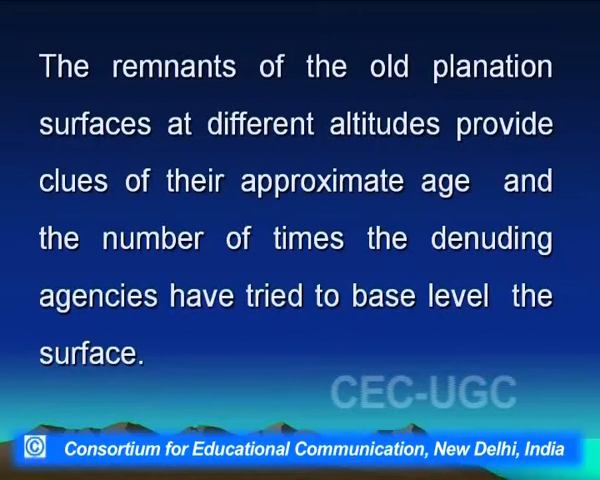 The remnants of the old planation
surfaces at different altitudes provide
clues of their approximate age and
the number of times the denuding
agencies have tried to base level the
surface.
CEC-UGC
© Consortium for Educational Communication, New Delhi, India